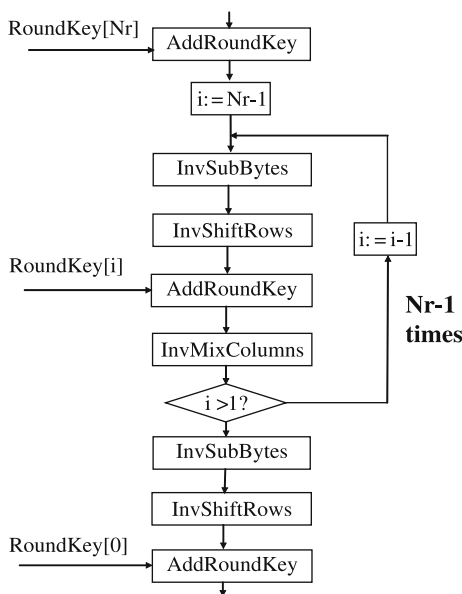 RoundKey[Nr]
AddRoundKey
i:= Nr-1
InvSubBytes
InvShiftRows
i:= i-1
RoundKey[i]
AddRoundKey
Nr-1
times
InvMixColumns
i >1?
InvSubBytes
InvShiftRows
RoundKey[0]
AddRoundKey